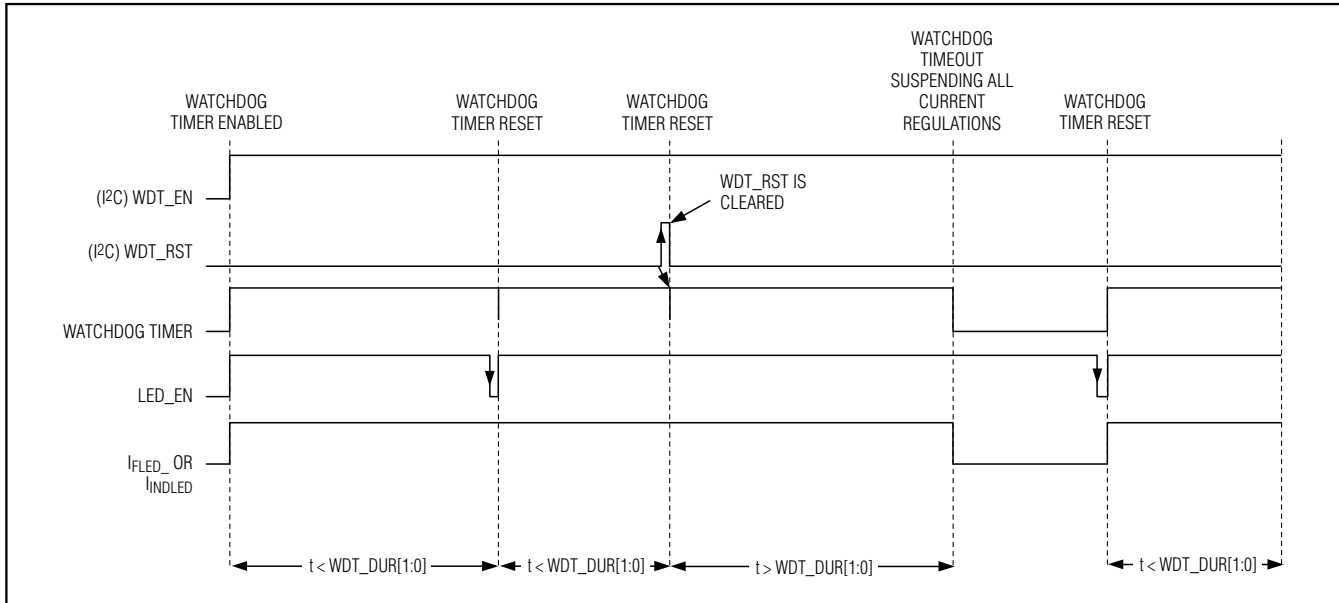 WATCHDOG
TIMER ENABLED
WATCHDOG
TIMER RESET
WATCHDOG
TIMER RESET
WATCHDOG
TIMEOUT
SUSPENDING ALL
CURRENT
REGULATIONS
WATCHDOG
TIMER RESET
(I²C) WDT_EN
WDT_RST IS
CLEARED
(I²C) WDT_RST
WATCHDOG TIMER
LED_EN
IFLED_ OR
IINDLED
t < WDT_DUR[1:0]
t < WDT_DUR[1:0]
t > WDT_DUR[1:0]
t < WDT_DUR[1:0]